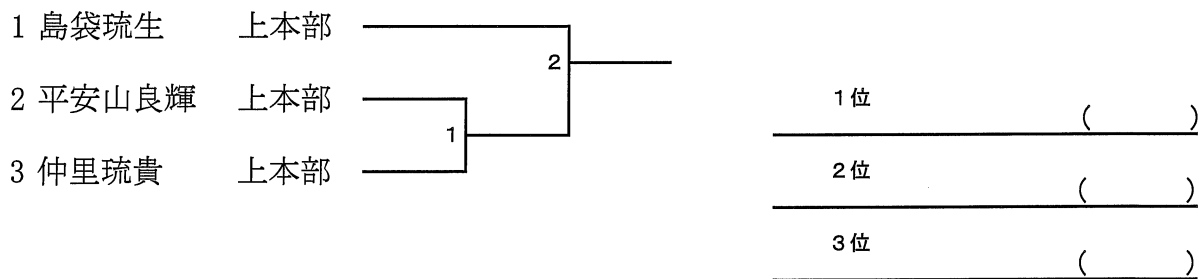 1 島袋琉生 上本部
2 平安山良輝 上本部
3 仲里琉貴 上本部
2
1
1位 ( )
2位 ( )
3位 ( )